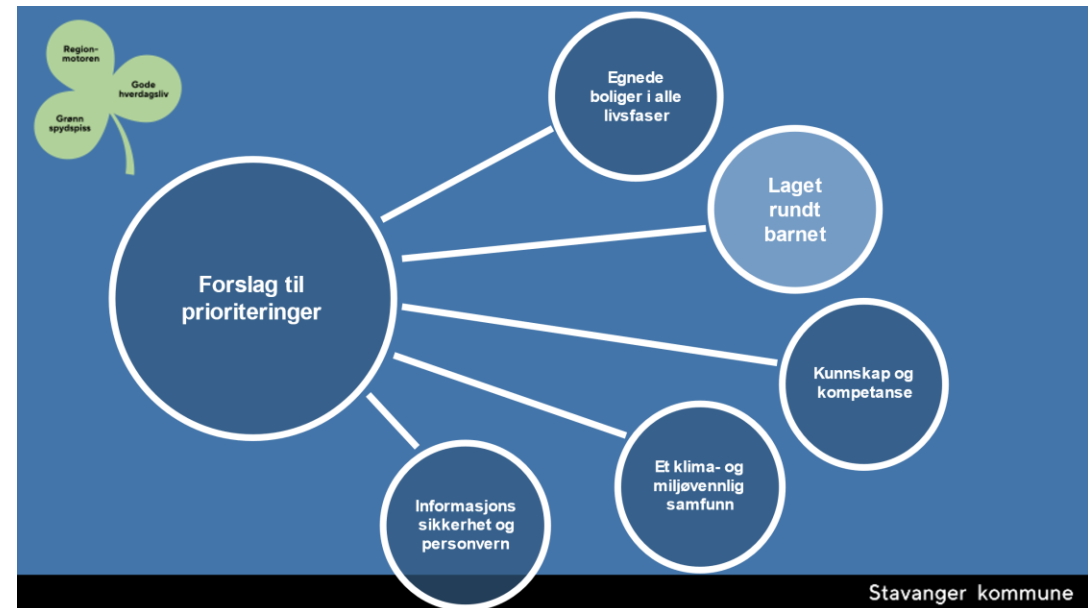 Region-
motoren
Gode
hverdagsliv
Grønn
spydspiss
Forslag til
prioriteringer
Egnede
boliger i alle
livsfaser
Laget
rundt
barnet
Kunnskap og
kompetanse
Et klima- og
miljøvennlig
samfunn
Informasjons
sikkerhet og
personvern
Stavanger kommune